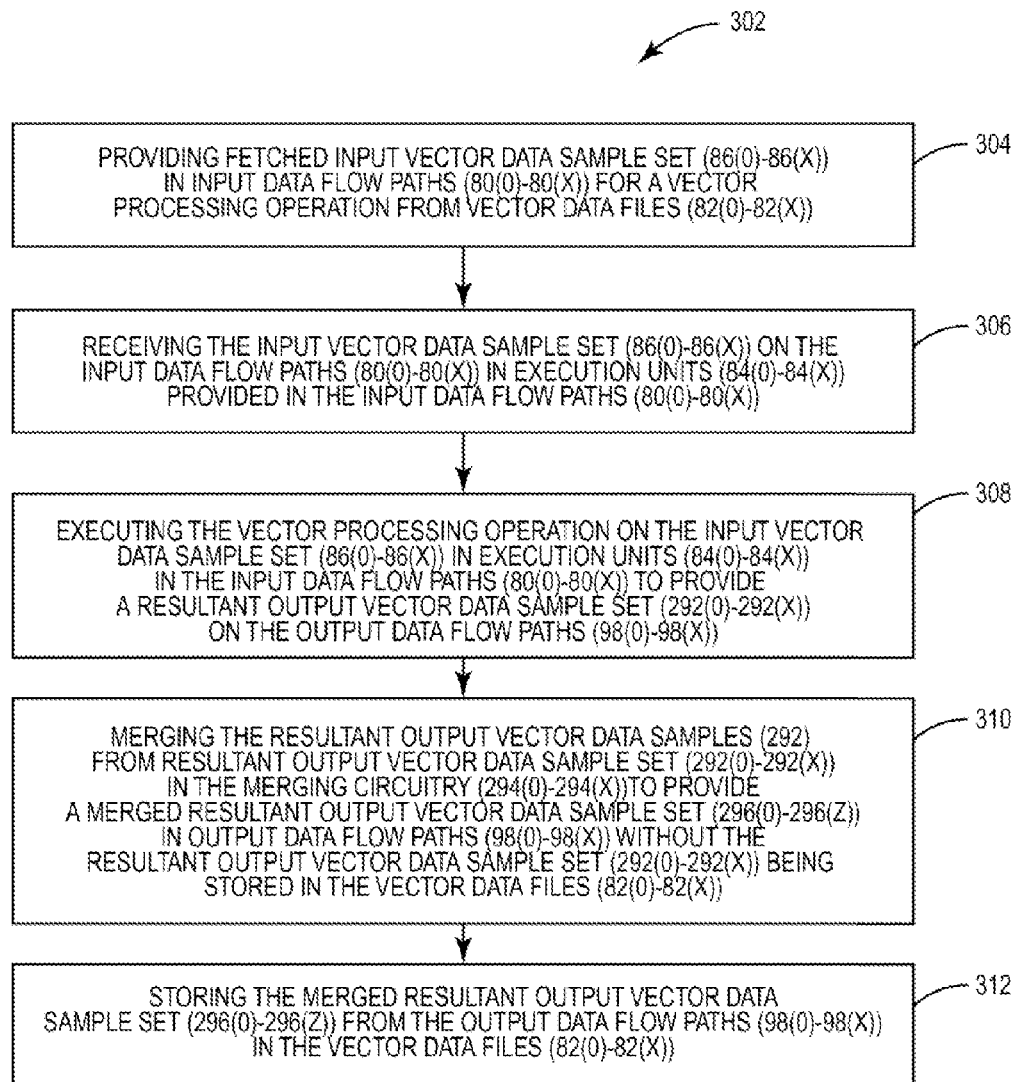 302
PROVIDING FETCHED INPUT VECTOR DATA SAMPLE SET (86(0)-86(X))
IN INPUT DATA FLOW PATHS (80(0)-80(X)) FOR A VECTOR
PROCESSING OPERATION FROM VECTOR DATA FILES (82(0)-82(X))
304
RECEIVING THE INPUT VECTOR DATA SAMPLE SET (86(0)-86(X)) ON THE
INPUT DATA FLOW PATHS (80(0)-80(X)) IN EXECUTION UNITS (84(0)-84(X))
PROVIDED IN THE INPUT DATA FLOW PATHS (80(0)-80(X))
306
EXECUTING THE VECTOR PROCESSING OPERATION ON THE INPUT VECTOR
DATA SAMPLE SET (86(0)-86(X)) IN EXECUTION UNITS (84(0)-84(X))
IN THE INPUT DATA FLOW PATHS (80(0)-80(X)) TO PROVIDE
A RESULTANT OUTPUT VECTOR DATA SAMPLE SET (292(0)-292(X))
ON THE OUTPUT DATA FLOW PATHS (98(0)-98(X))
308
MERGING THE RESULTANT OUTPUT VECTOR DATA SAMPLES (292)
FROM RESULTANT OUTPUT VECTOR DATA SAMPLE SET (292(0)-292(X))
IN THE MERGING CIRCUITRY (294(0)-294(X))TO PROVIDE
A MERGED RESULTANT OUTPUT VECTOR DATA SAMPLE SET (296(0)-296(Z))
IN OUTPUT DATA FLOW PATHS (98(0)-98(X)) WITHOUT THE
RESULTANT OUTPUT VECTOR DATA SAMPLE SET (292(0)-292(X)) BEING
STORED IN THE VECTOR DATA FILES (82(0)-82(X))
310
STORING THE MERGED RESULTANT OUTPUT VECTOR DATA
SAMPLE SET (296(0)-296(Z)) FROM THE OUTPUT DATA FLOW PATHS (98(0)-98(X))
IN THE VECTOR DATA FILES (82(0)-82(X))
312